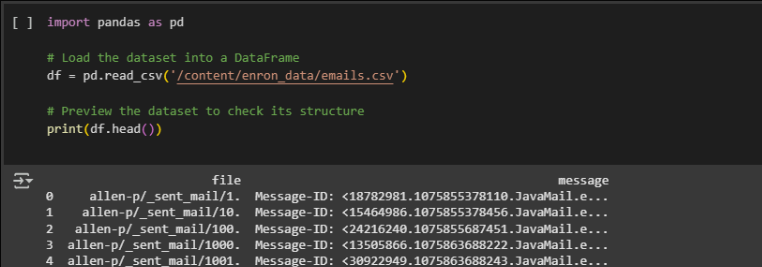 [ ] import pandas as pd
# Load the dataset into a DataFrame
df = pd.read_csv('/content/enron_data/emails.csv')
# Preview the dataset to check its structure
print(df.head())
file message
0 allen-p/_sent_mail/1. Message-ID: <18782981.1075855378110.JavaMail.e...
1 allen-p/_sent_mail/10. Message-ID: <15464986.1075855378456.JavaMail.e...
2 allen-p/_sent_mail/100. Message-ID: <24216240.1075855687451.JavaMail.e...
3 allen-p/_sent_mail/1000. Message-ID: <13505866.1075863688222.JavaMail.e...
4 allen-p/_sent_mail/1001. Message-ID: <30922949.1075863688243.JavaMail.e...